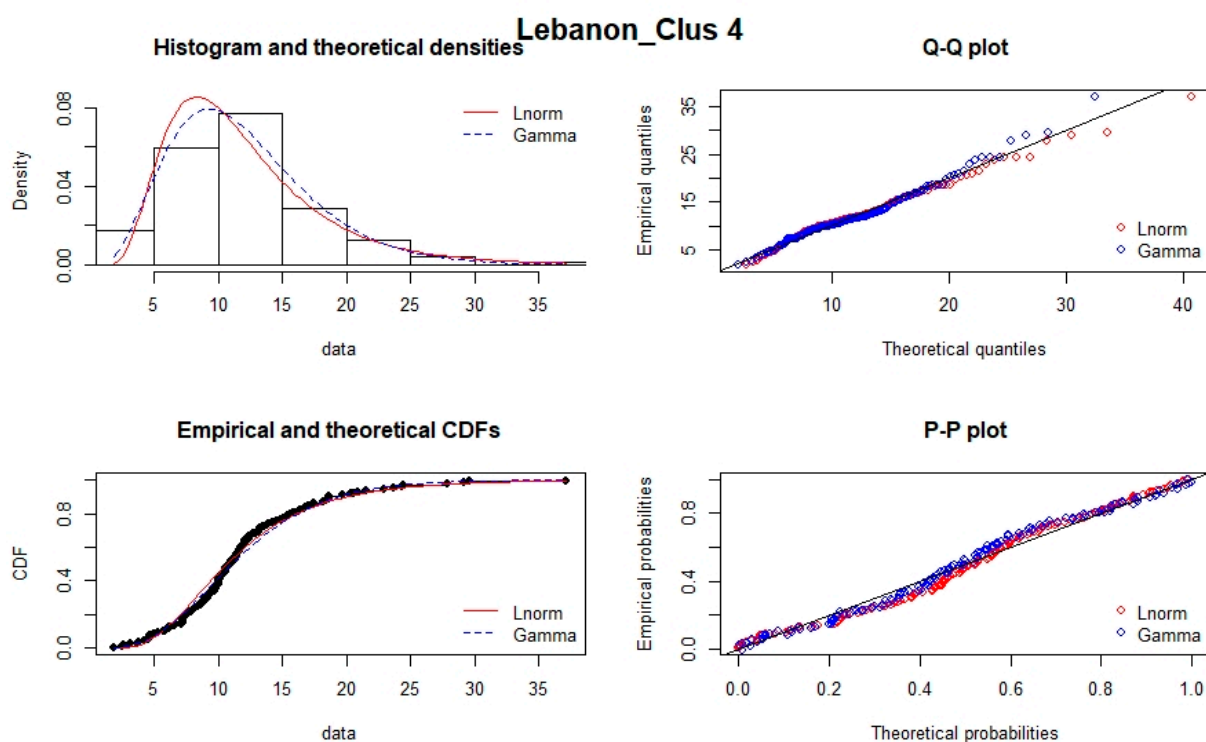 Lebanon_Clus 4
Histogram and theoretical densities
Density
0.00 0.04 0.08
Lnorm
Gamma
5 10 15 20 25 30 35
data
Q-Q plot
Empirical quantiles
5 15 25 35
Lnorm
Gamma
10 20 30 40
Theoretical quantiles
Empirical and theoretical CDFs
CDF
0.0 0.4 0.8
Lnorm
Gamma
5 10 15 20 25 30 35
data
P-P plot
Empirical probabilities
0.0 0.4 0.8
Lnorm
Gamma
0.0 0.2 0.4 0.6 0.8 1.0
Theoretical probabilities